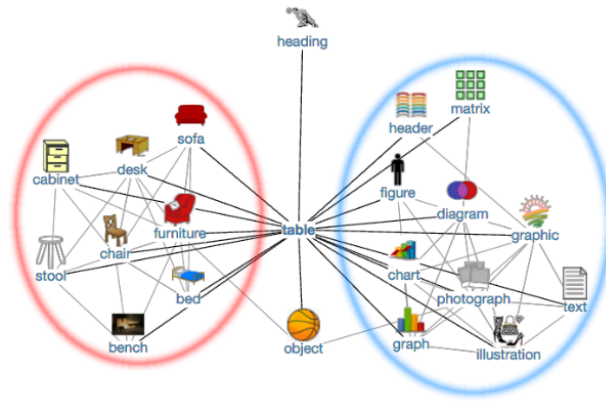 heading
sofa
desk
cabinet
furniture
chair
stool
bed
bench
table
object
matrix
header
figure
diagram
graphic
chart
photograph
text
graph
illustration